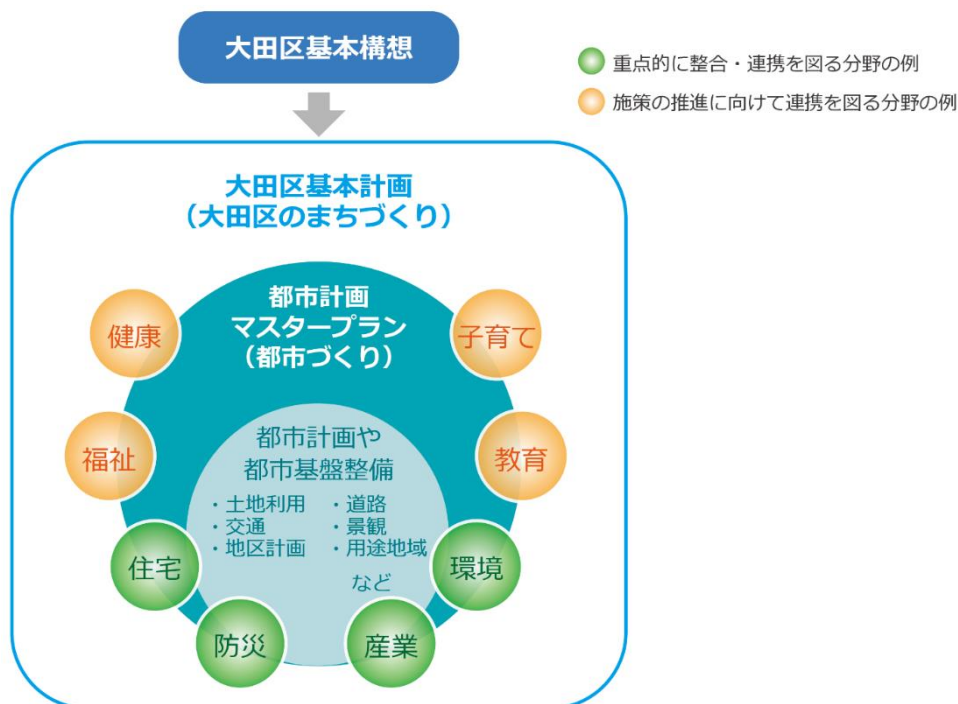 大田区基本構想
重点的に整合・連携を図る分野の例
施策の推進に向けて連携を図る分野の例
大田区基本計画
（大田区のまちづくり）
都市計画
マスタープラン
（都市づくり）
健康
子育て
福祉
教育
都市計画や
都市基盤整備
・土地利用 ・道路
・交通 ・景観
・地区計画 ・用途地域
など
住宅
環境
防災
産業